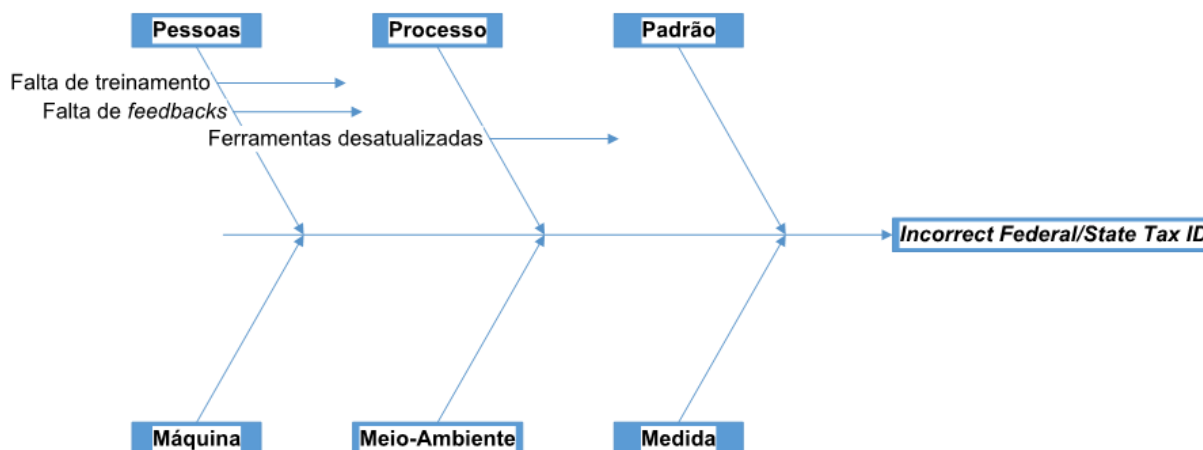 Pessoas
Processo
Padrão
Falta de treinamento
Falta de feedbacks
Ferramentas desatualizadas
Incorrect Federal/State Tax ID
Máquina
Meio-Ambiente
Medida